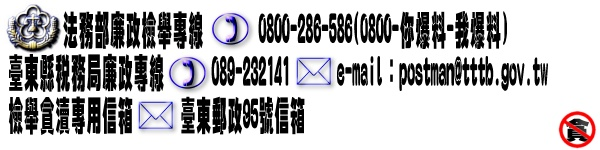 法務部廉政檢舉專線 0800-286-586(0800-你爆料-我爆料)
臺東縣稅務局廉政專線 089-232141 e-mail：postman@tttb.gov.tw
檢舉貪瀆專用信箱 臺東郵政95號信箱